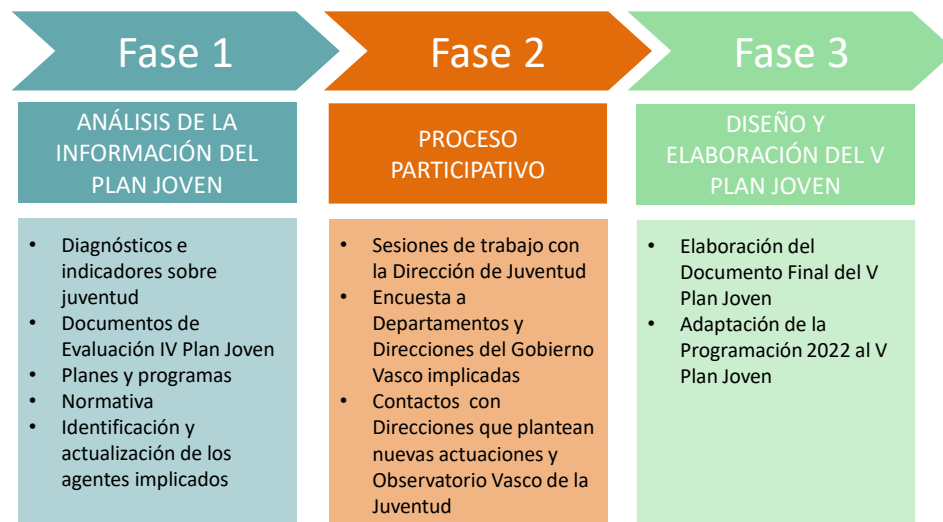 Fase 1
ANÁLISIS DE LA
INFORMACIÓN DEL
PLAN JOVEN
• Diagnósticos e
indicadores sobre
juventud
• Documentos de
Evaluación IV Plan Joven
• Planes y programas
• Normativa
• Identificación y
actualización de los
agentes implicados
Fase 2
PROCESO
PARTICIPATIVO
• Sesiones de trabajo con
la Dirección de Juventud
• Encuesta a
Departamentos y
Direcciones del Gobierno
Vasco implicadas
• Contactos con
Direcciones que plantean
nuevas actuaciones y
Observatorio Vasco de la
Juventud
Fase 3
DISEÑO Y
ELABORACIÓN DEL V
PLAN JOVEN
• Elaboración del
Documento Final del V
Plan Joven
• Adaptación de la
Programación 2022 al V
Plan Joven